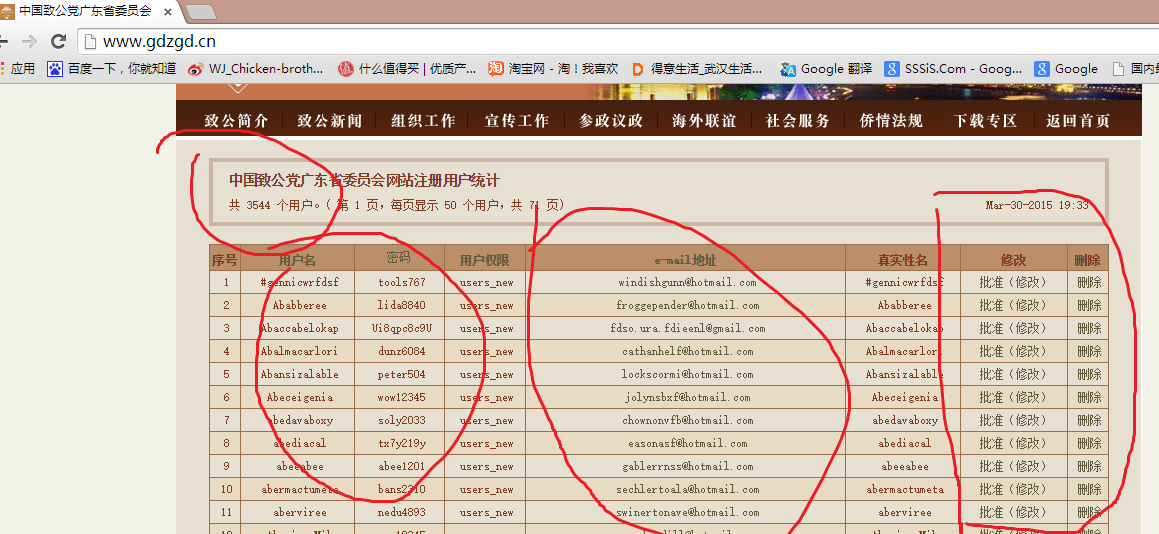 中国致公党广东省委员会
www.gdzgd.cn
应用 百度一下，你就知道 WJ_Chicken-broth... 什么值得买 | 优质产... 淘宝网 - 淘！我喜欢 得意生活_武汉生活... Google 翻译 SSSiS.Com - Goog... Google 国内
致公简介 致公新闻 组织工作 宣传工作 参政议政 海外联谊 社会服务 侨情法规 下载专区 返回首页
中国致公党广东省委员会网站注册用户统计
共 3544 个用户。( 第 1 页，每页显示 50 个用户，共 71 页) Mar-30-2015 19:33
序号 用户名 密码 用户权限 e-mail地址 真实性名 修改 删除
1 #gennicwrfdsf tools767 users_new windishgunn@hotmail.com #gennicwrfdsf 批准（修改） 删除
2 Ababberee lida8840 users_new froggepender@hotmail.com Ababberee 批准（修改） 删除
3 Abaccabelokap Ui8qpc8c9U users_new fdso.ura.fdieenl@gmail.com Abaccabelokap 批准（修改） 删除
4 Abalmacarlori dunz6084 users_new cathanhelf@hotmail.com Abalmacarlori 批准（修改） 删除
5 Abansizalable peter504 users_new lockscormi@hotmail.com Abansizalable 批准（修改） 删除
6 Abeceigenia wow12345 users_new jolynsbxf@hotmail.com Abeceigenia 批准（修改） 删除
7 abedavaboxy soly2033 users_new chownonvfb@hotmail.com abedavaboxy 批准（修改） 删除
8 abediacal tx7y219y users_new easonasf@hotmail.com abediacal 批准（修改） 删除
9 abeeabee abee1201 users_new gablerrnss@hotmail.com abeeabee 批准（修改） 删除
10 abermactumeta bans2310 users_new sechlertoala@hotmail.com abermactumeta 批准（修改） 删除
11 aberviree nedu4893 users_new swinertonave@hotmail.com aberviree 批准（修改） 删除